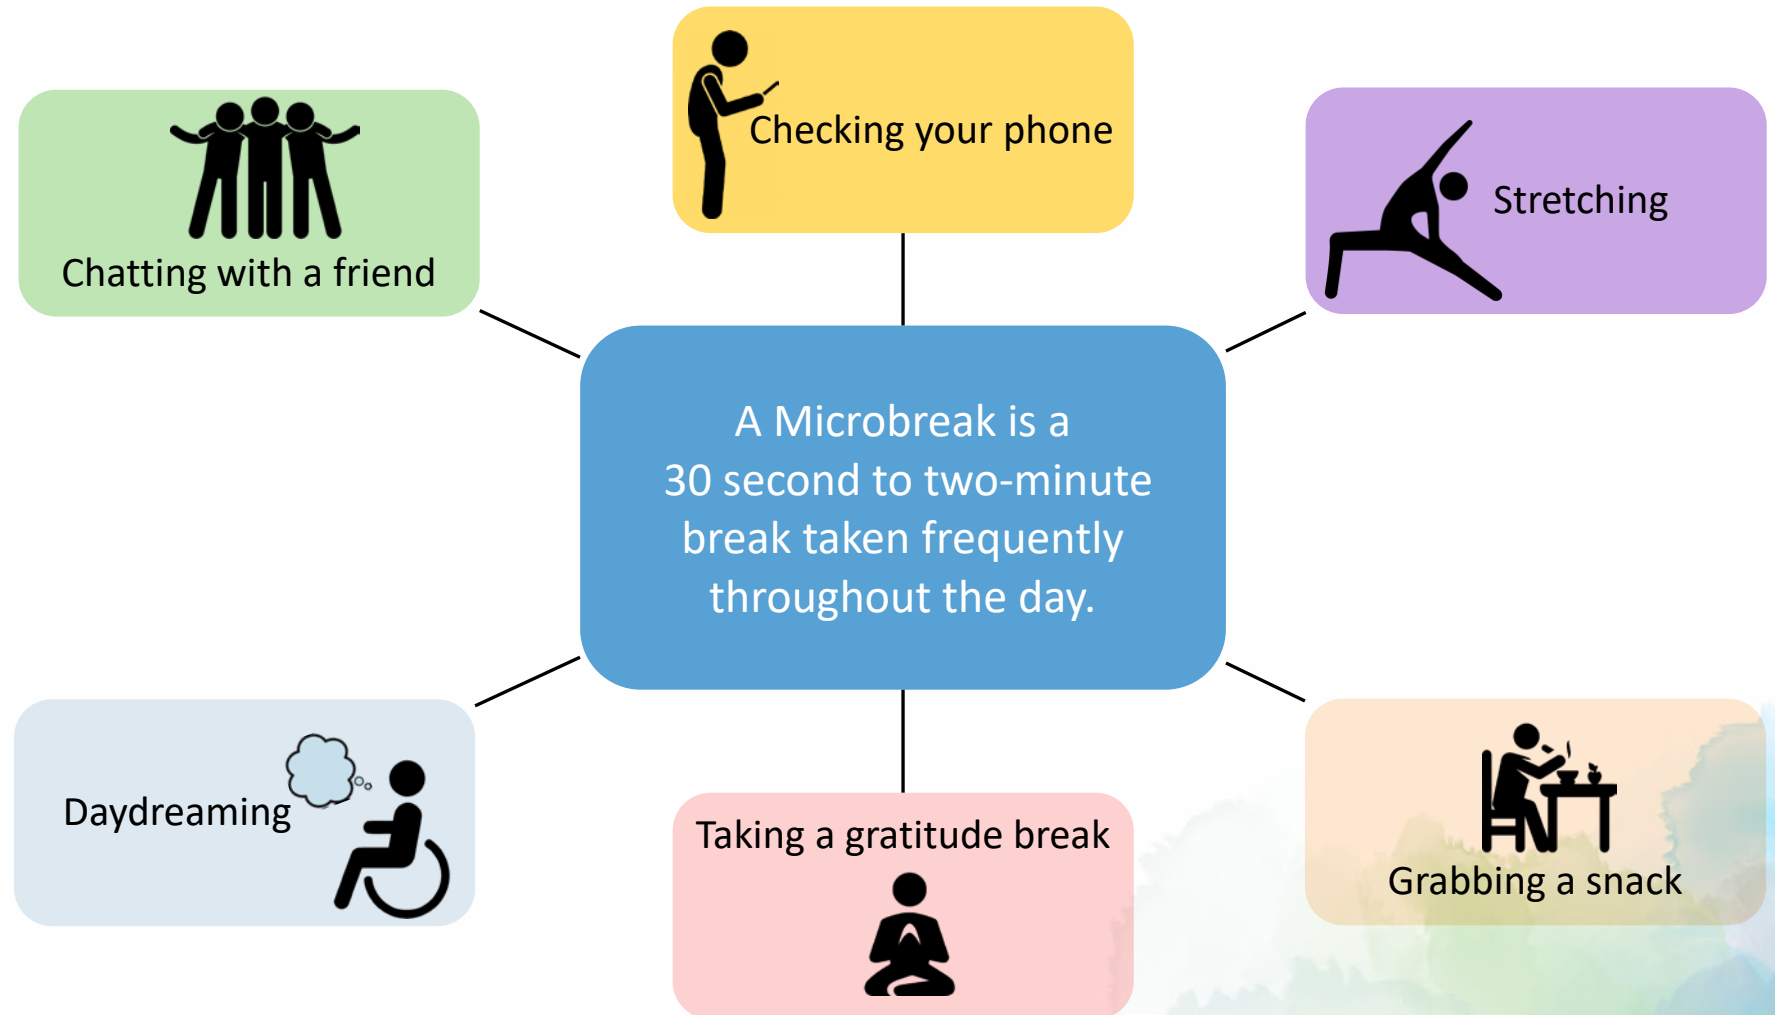 Checking your phone
Chatting with a friend
Stretching
A Microbreak is a
30 second to two-minute
break taken frequently
throughout the day.
Daydreaming
Taking a gratitude break
Grabbing a snack